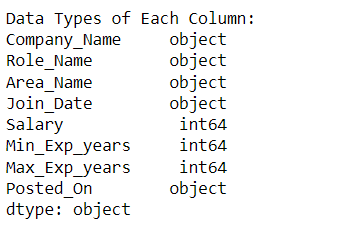 Data Types of Each Column:
Company_Name     object
Role_Name        object
Area_Name        object
Join_Date        object
Salary            int64
Min_Exp_years     int64
Max_Exp_years     int64
Posted_On        object
dtype: object